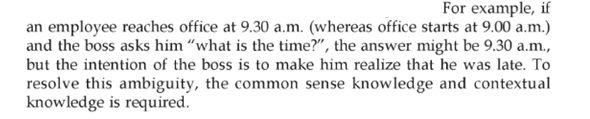 For example, if
an employee reaches office at 9.30 a.m. (whereas office starts at 9.00 a.m.)
and the boss asks him “what is the time?”, the answer might be 9.30 a.m.,
but the intention of the boss is to make him realize that he was late. To
resolve this ambiguity, the common sense knowledge and contextual
knowledge is required.